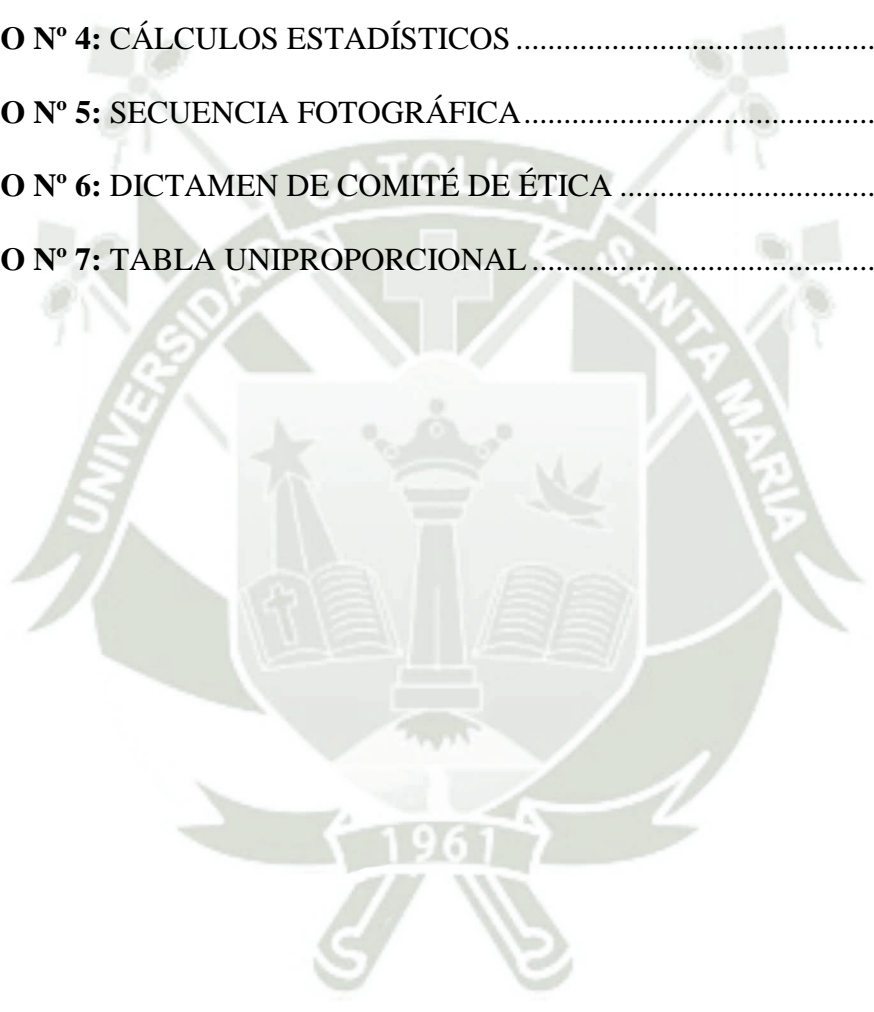 O Nº 4: CÁLCULOS ESTADÍSTICOS ......................................
O Nº 5: SECUENCIA FOTOGRÁFICA......................................
O Nº 6: DICTAMEN DE COMITÉ DE ÉTICA ...........................
O Nº 7: TABLA UNIPROPORCIONAL.....................................
UNIVERSIDAD CATOLICA SANTA MARIA
1961